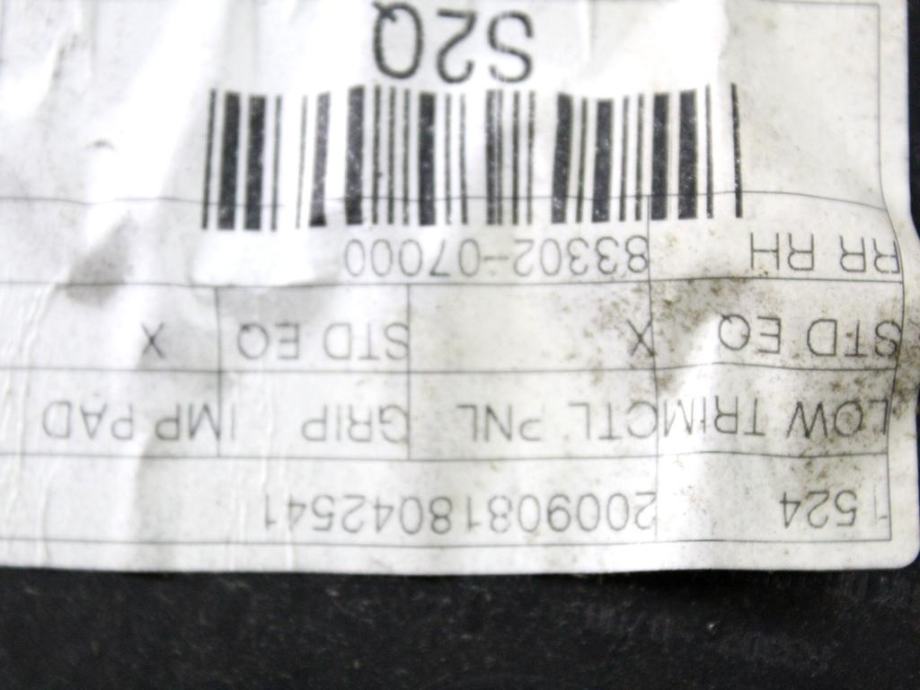 1524 20090818042541
LOW TRIM CTL PNL GRIP IMP PAD
STD EQ X STD EQ X
RR RH 83302-07000
S2Q